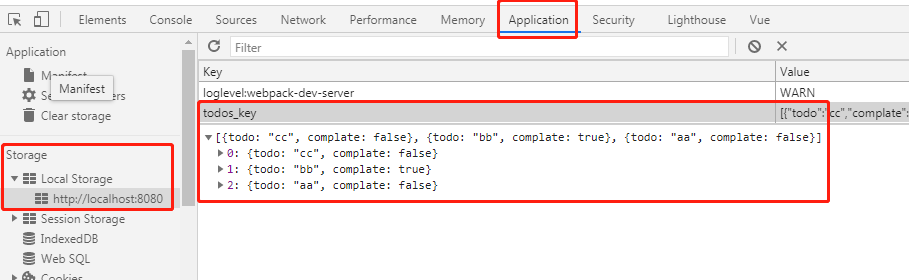 Elements Console Sources Network Performance Memory Application Security Lighthouse Vue
Application
Manifest
Manifest
Clear storage
Storage
Local Storage
http://localhost:8080
Session Storage
IndexedDB
Web SQL
Cookies
Filter
Key Value
loglevel:webpack-dev-server WARN
todos_key [{"todo":"cc","complate":
[{todo: "cc", complate: false}, {todo: "bb", complate: true}, {todo: "aa", complate: false}]
0: {todo: "cc", complate: false}
1: {todo: "bb", complate: true}
2: {todo: "aa", complate: false}